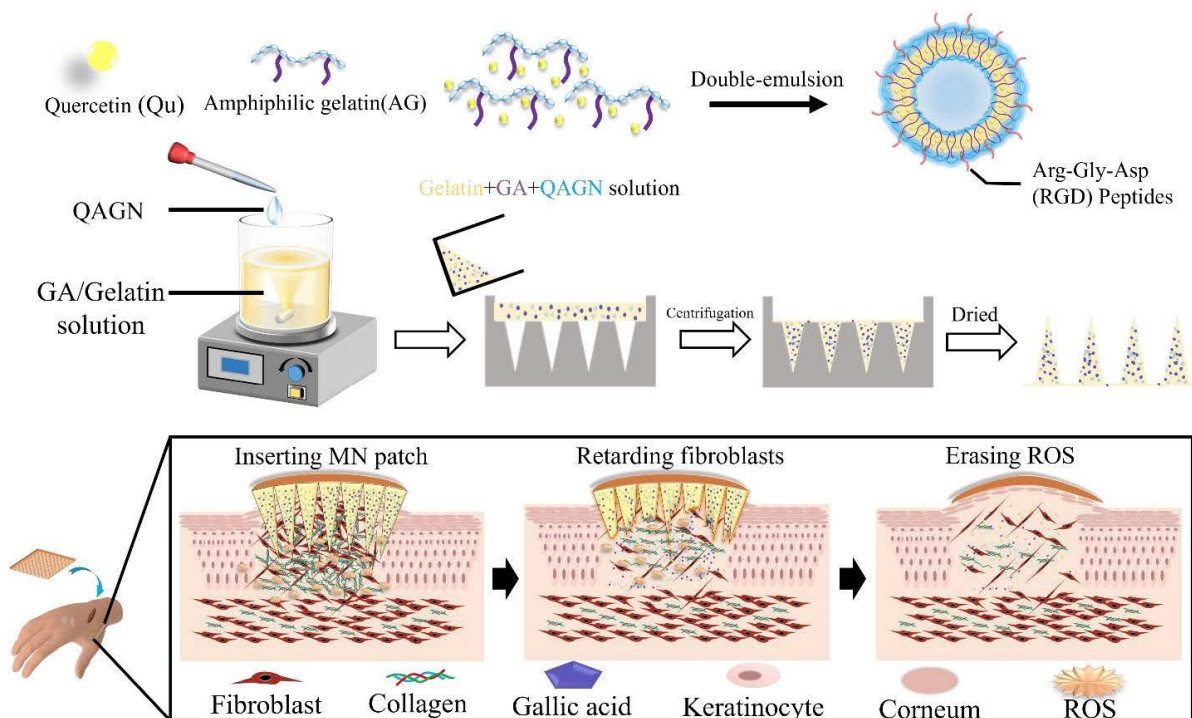 Quercetin (Qu)
Amphiphilic gelatin(AG)
Double-emulsion
Arg-Gly-Asp
(RGD) Peptides
QAGN
GA/Gelatin
solution
Gelatin+GA+QAGN solution
Centrifugation
Dried
Inserting MN patch
Retarding fibroblasts
Erasing ROS
Fibroblast
Collagen
Gallic acid
Keratinocyte
Corneum
ROS